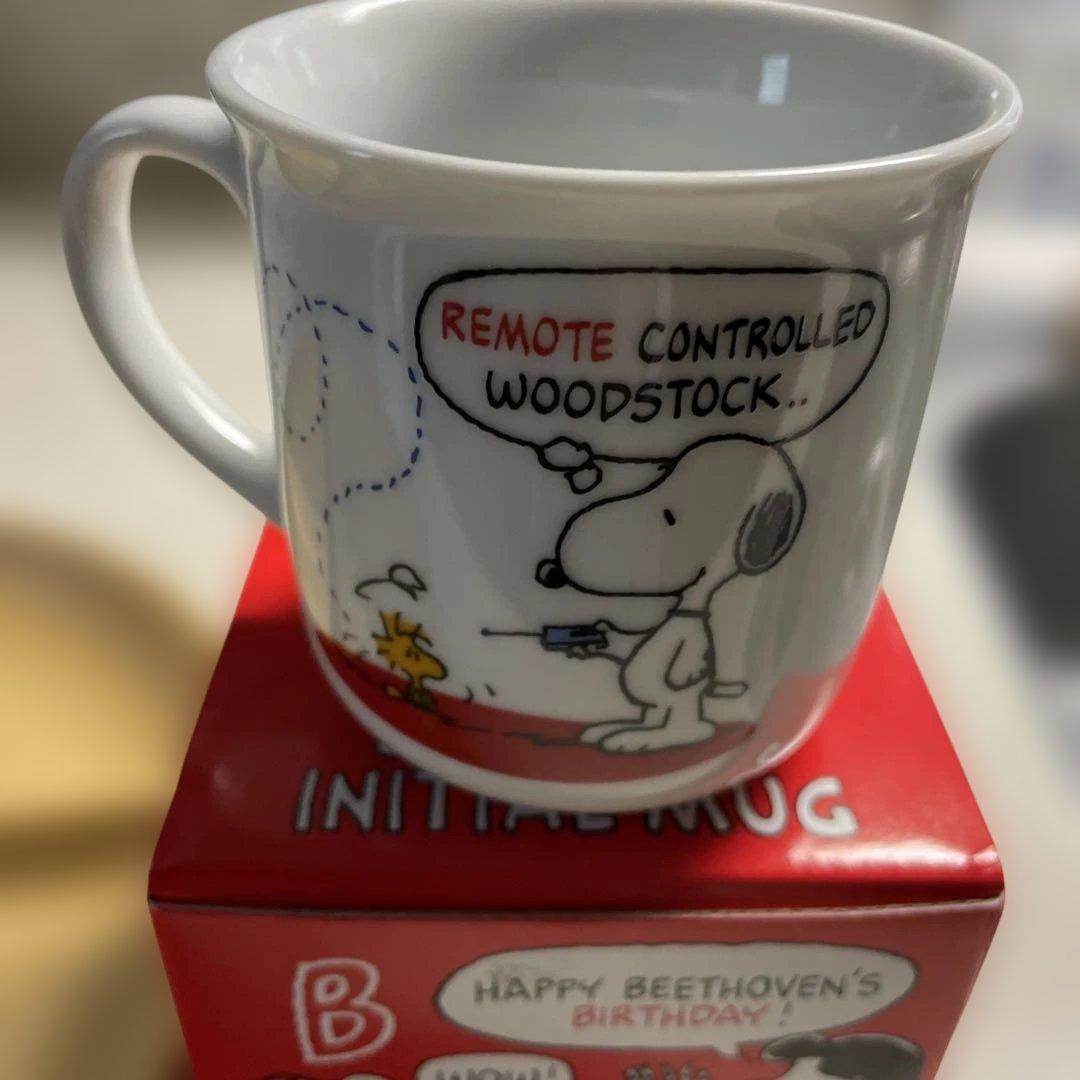 REMOTE CONTROLLED
WOODSTOCK..
INITIAL MUG
B
HAPPY BEETHOVEN'S
BIRTHDAY!
WOW!